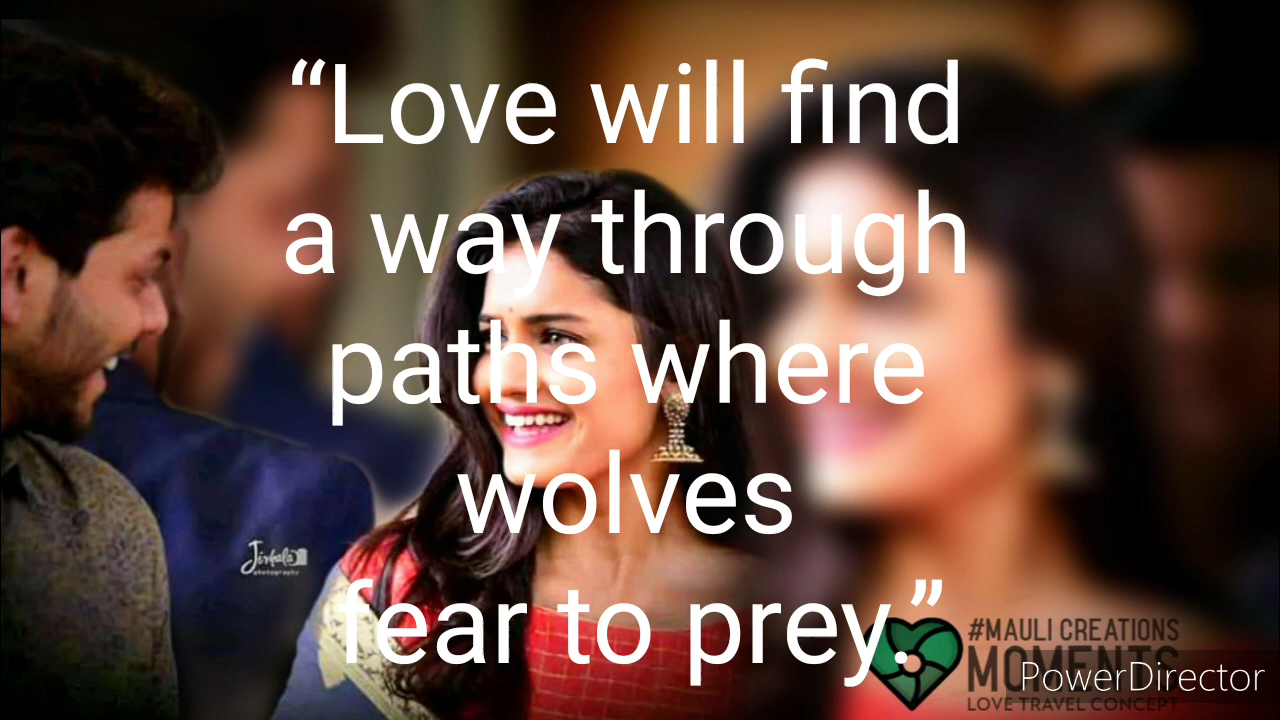 “Love will find
a way through
paths where
wolves
fear to prey.”
Jivhala
photography
#MAULI CREATIONS
MOMENTS
PowerDirector
LOVE TRAVEL CONCEPT